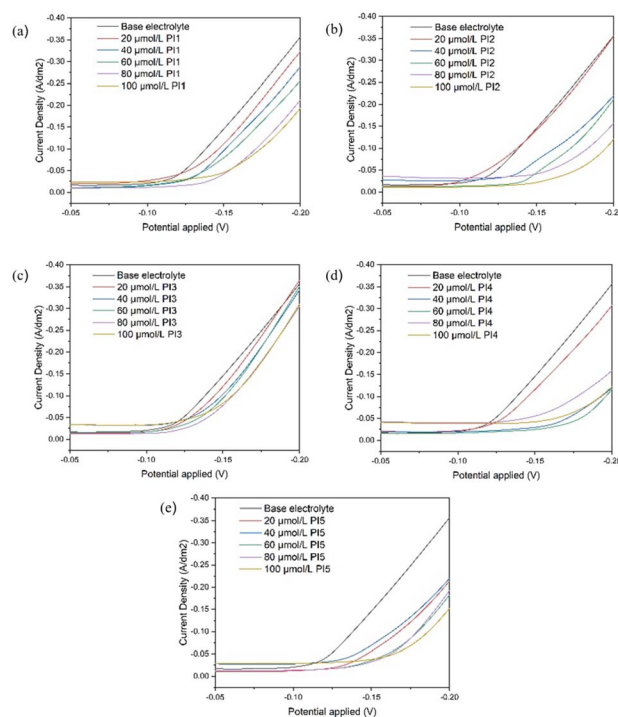 (a)
Base electrolyte
20 μmol/L PI1
40 μmol/L PI1
60 μmol/L PI1
80 μmol/L PI1
100 μmol/L PI1
Current Density (A/dm2)
-0.40
-0.35
-0.30
-0.25
-0.20
-0.15
-0.10
-0.05
0.00
-0.05 -0.10 -0.15 -0.20
Potential applied (V)
(b)
Base electrolyte
20 μmol/L PI2
40 μmol/L PI2
60 μmol/L PI2
80 μmol/L PI2
100 μmol/L PI2
Current Density (A/dm2)
-0.40
-0.35
-0.30
-0.25
-0.20
-0.15
-0.10
-0.05
0.00
-0.05 -0.10 -0.15 -0.20
Potential applied (V)
(c)
Base electrolyte
20 μmol/L PI3
40 μmol/L PI3
60 μmol/L PI3
80 μmol/L PI3
100 μmol/L PI3
Current Density (A/dm2)
-0.40
-0.35
-0.30
-0.25
-0.20
-0.15
-0.10
-0.05
0.00
-0.05 -0.10 -0.15 -0.20
Potential applied (V)
(d)
Base electrolyte
20 μmol/L PI4
40 μmol/L PI4
60 μmol/L PI4
80 μmol/L PI4
100 μmol/L PI4
Current Density (A/dm2)
-0.40
-0.35
-0.30
-0.25
-0.20
-0.15
-0.10
-0.05
0.00
-0.05 -0.10 -0.15 -0.20
Potential applied (V)
(e)
Base electrolyte
20 μmol/L PI5
40 μmol/L PI5
60 μmol/L PI5
80 μmol/L PI5
100 μmol/L PI5
Current Density (A/dm2)
-0.40
-0.35
-0.30
-0.25
-0.20
-0.15
-0.10
-0.05
0.00
-0.05 -0.10 -0.15 -0.20
Potential applied (V)